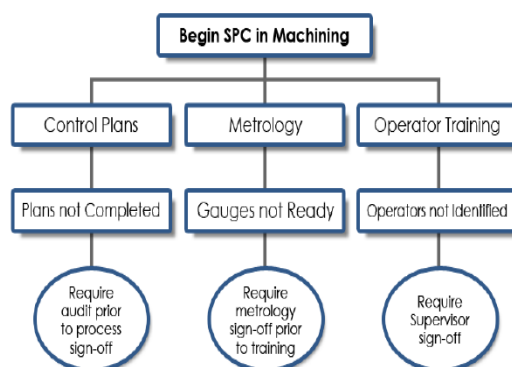 Begin SPC in Machining
Control Plans
Metrology
Operator Training
Plans not Completed
Gauges not Ready
Operators not Identified
Require
audit prior
to process
sign-off
Require
metrology
sign-off prior
to training
Require
Supervisor
sign-off